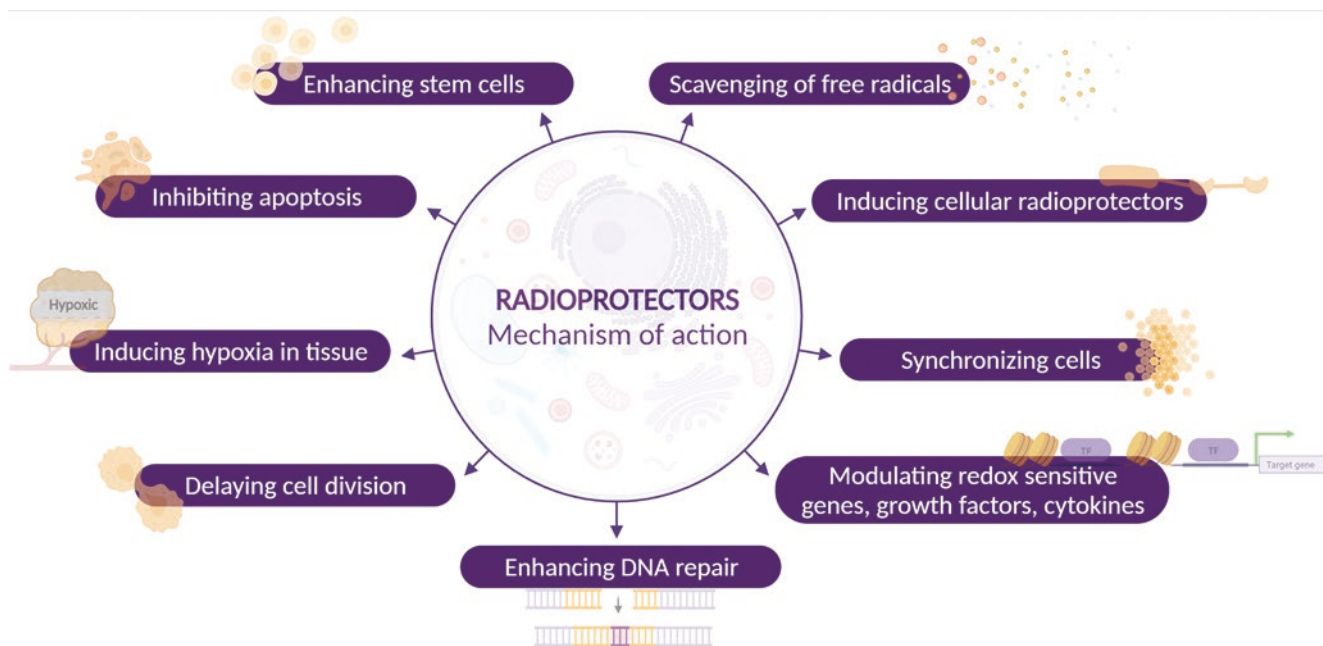 Enhancing stem cells
Scavenging of free radicals
Inhibiting apoptosis
Inducing cellular radioprotectors
Hypoxic
RADIOPROTECTORS
Mechanism of action
Inducing hypoxia in tissue
Synchronizing cells
TF
TF
Target gene
Delaying cell division
Modulating redox sensitive
genes, growth factors, cytokines
Enhancing DNA repair